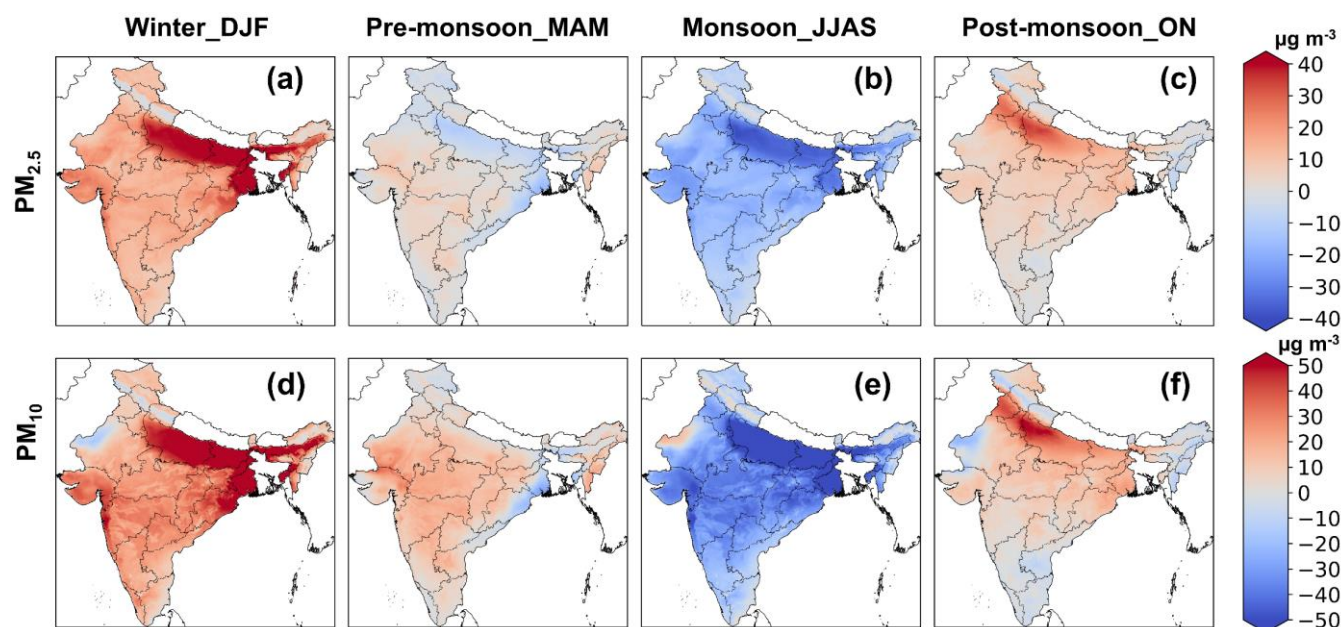 Winter_DJF Pre-monsoon_MAM Monsoon_JJAS Post-monsoon_ON
µg m⁻³
(a) (b) (c)
PM₂.₅
40
30
20
10
0
−10
−20
−30
−40
µg m⁻³
(d) (e) (f)
PM₁₀
50
40
30
20
10
0
−10
−20
−30
−40
−50